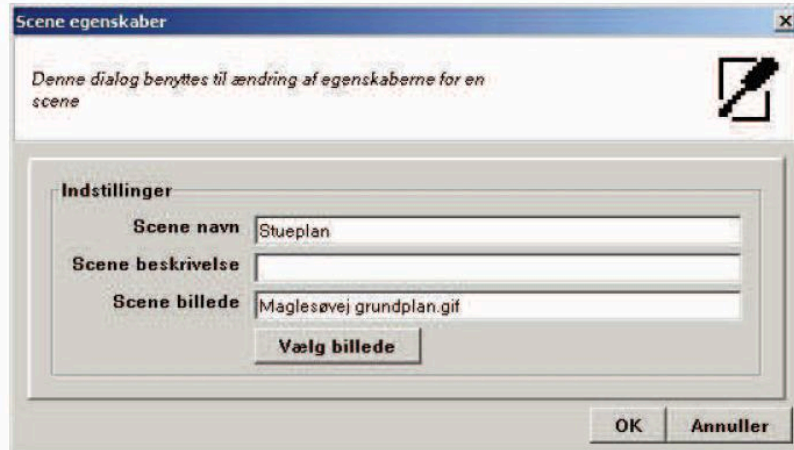 Scene egenskaber
Denne dialog benyttes til ændring af egenskaberne for en
scene
Indstillinger
Scene navn Stueplan
Scene beskrivelse
Scene billede Maglesøvej grundplan.gif
Vælg billede
OK Annuller